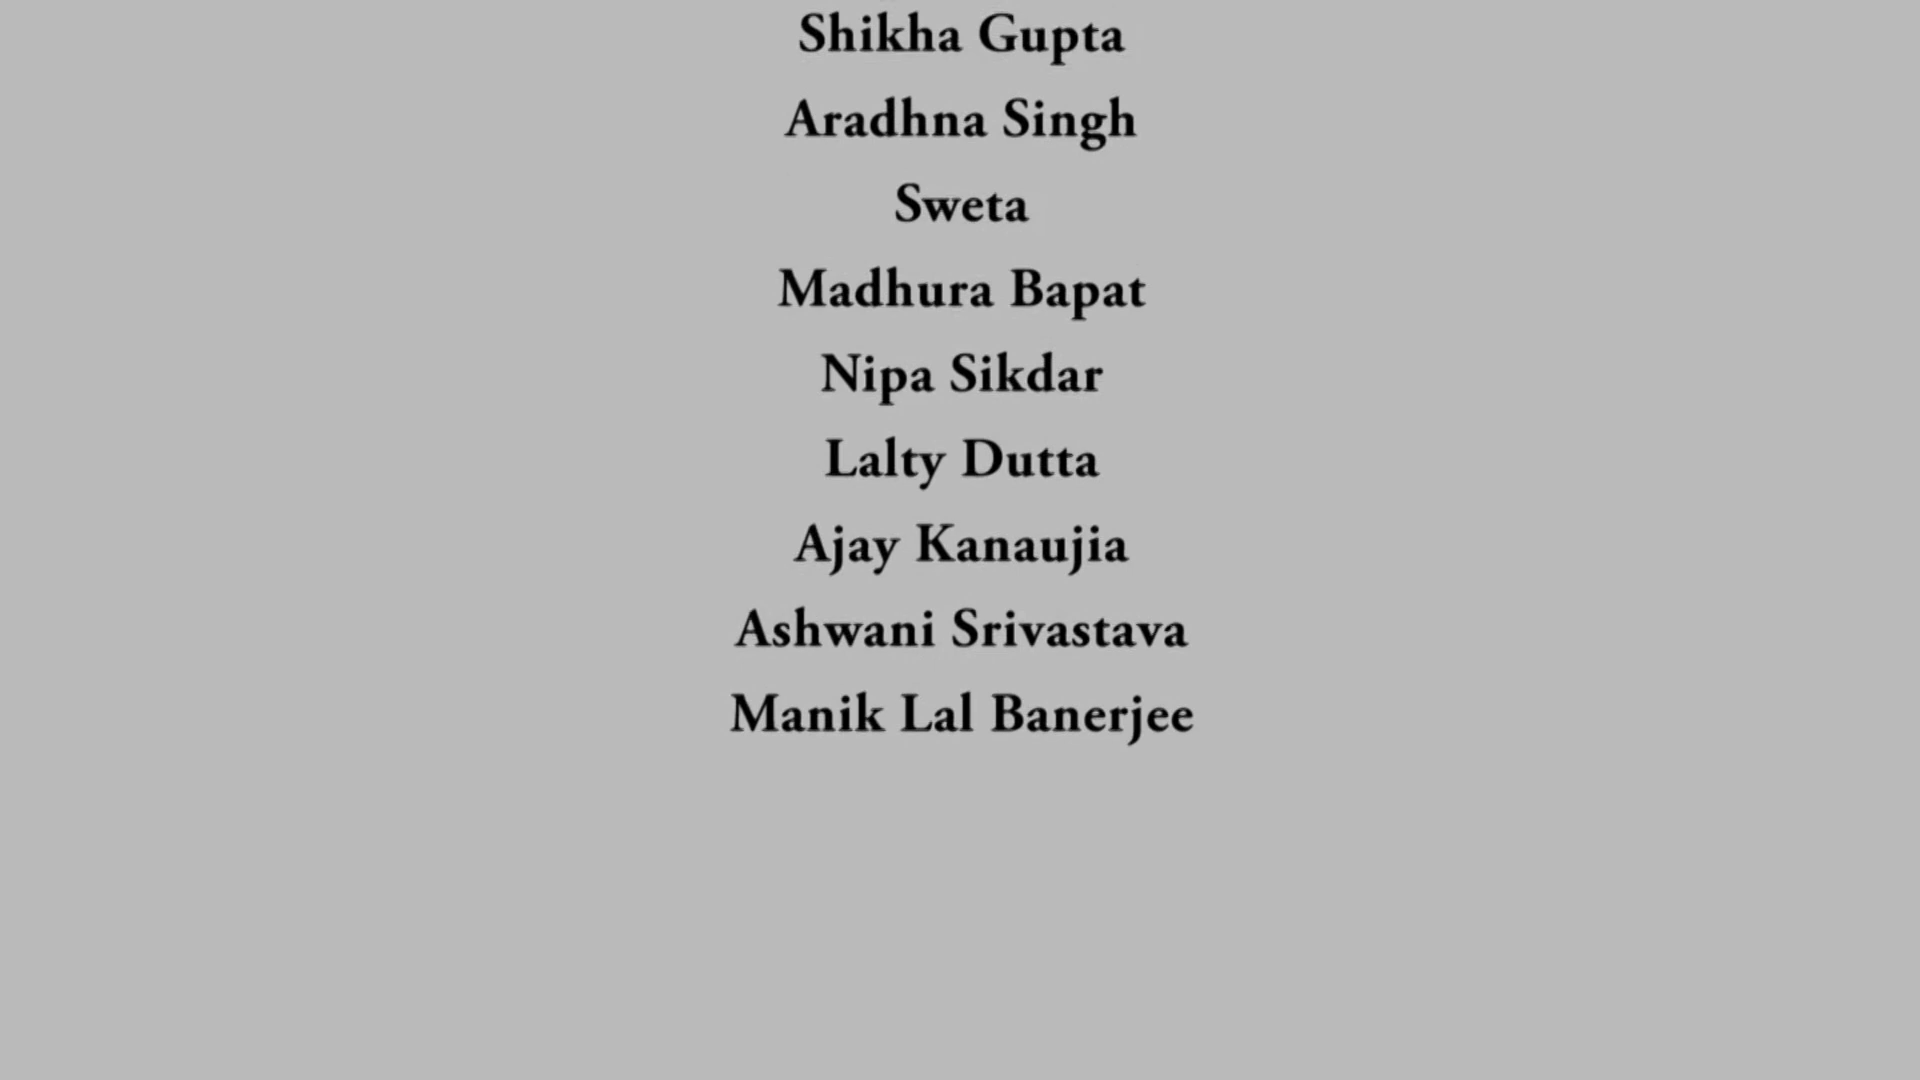 Shikha Gupta
Aradhna Singh
Sweta
Madhura Bapat
Nipa Sikdar
Lalty Dutta
Ajay Kanaujia
Ashwani Srivastava
Manik Lal Banerjee